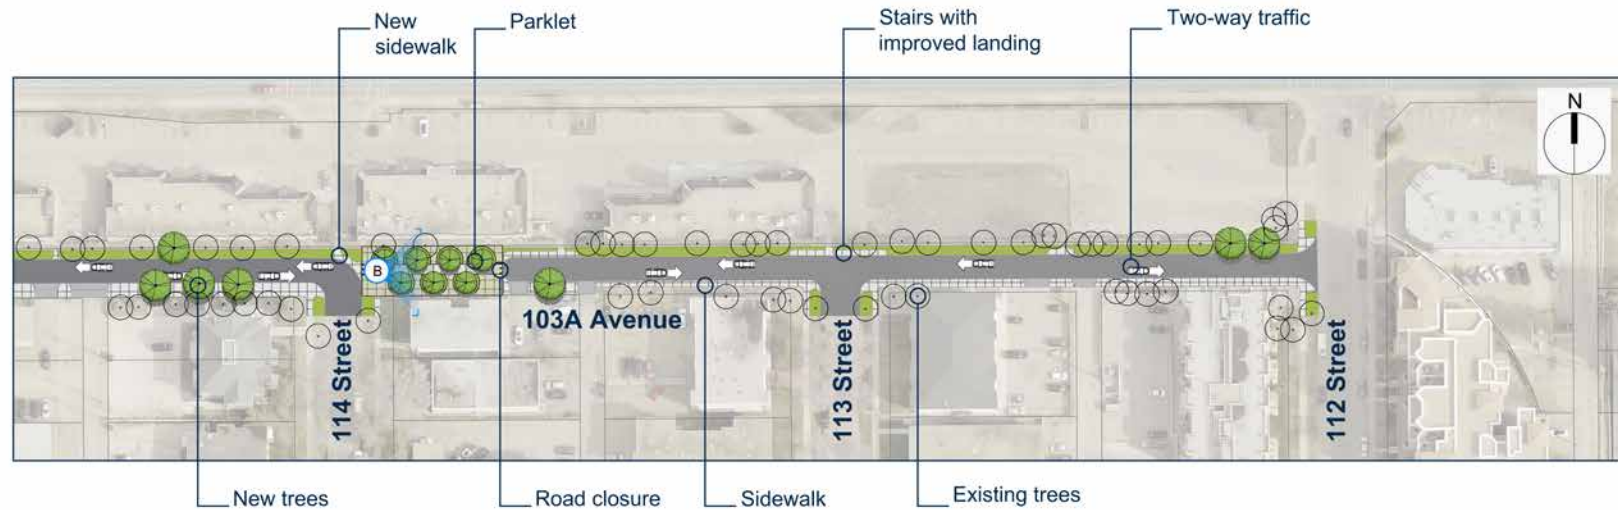 New
sidewalk
Parklet
Stairs with
improved landing
Two-way traffic
N
B
103A Avenue
114 Street
113 Street
112 Street
New trees
Road closure
Sidewalk
Existing trees